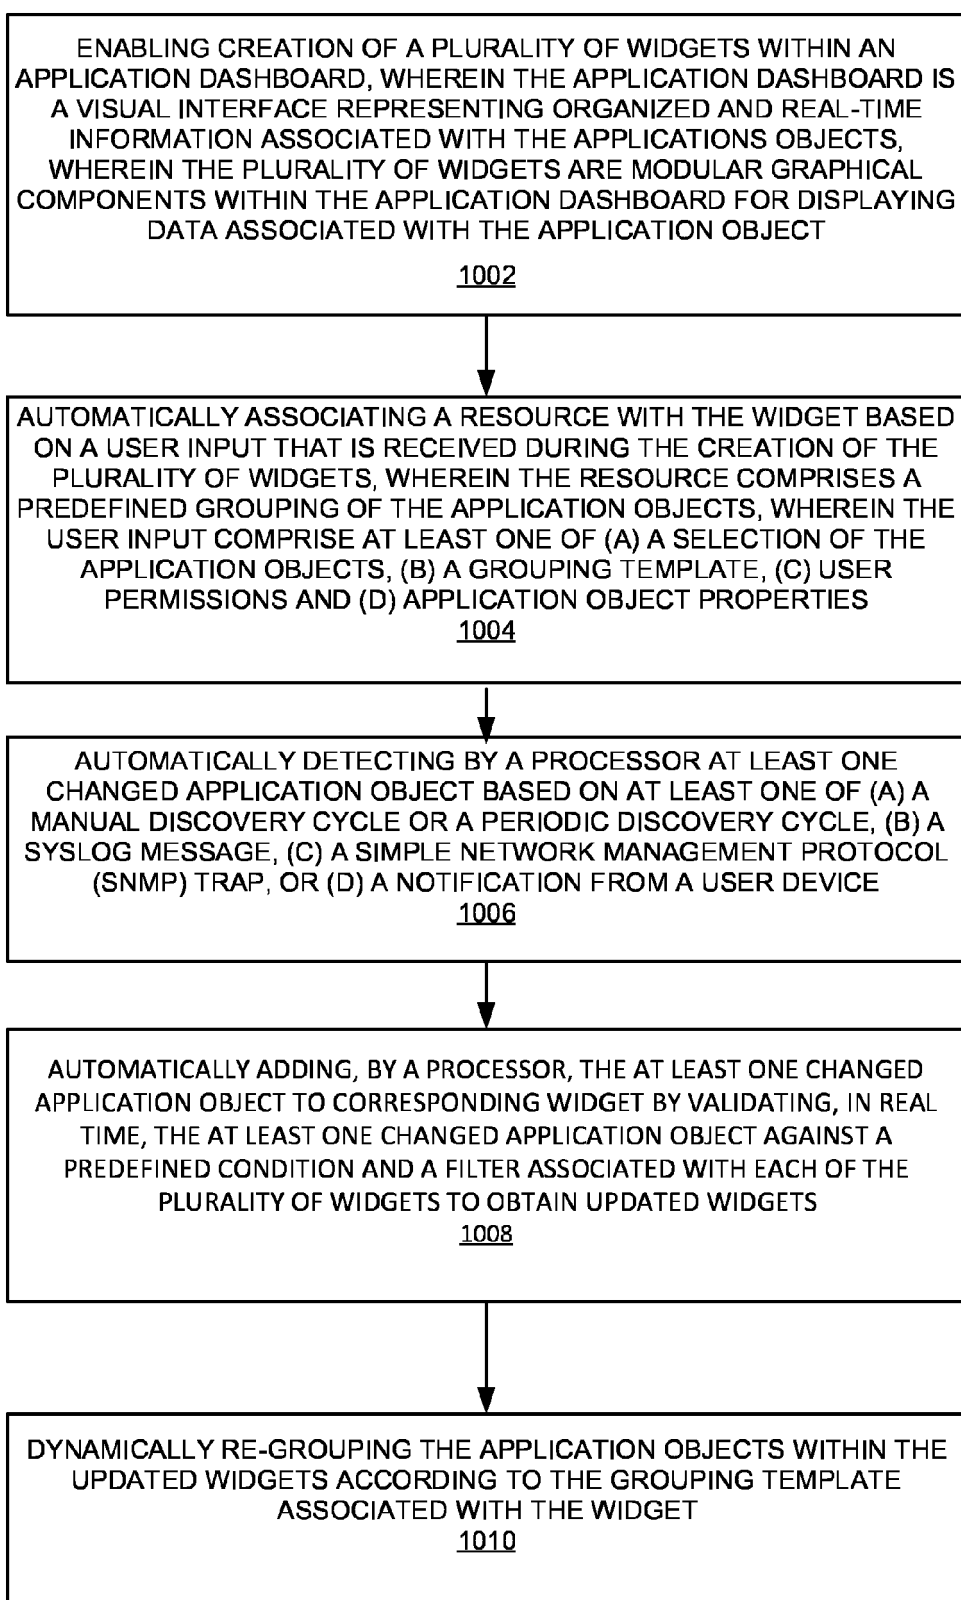 ENABLING CREATION OF A PLURALITY OF WIDGETS WITHIN AN
APPLICATION DASHBOARD, WHEREIN THE APPLICATION DASHBOARD IS
A VISUAL INTERFACE REPRESENTING ORGANIZED AND REAL-TIME
INFORMATION ASSOCIATED WITH THE APPLICATIONS OBJECTS,
WHEREIN THE PLURALITY OF WIDGETS ARE MODULAR GRAPHICAL
COMPONENTS WITHIN THE APPLICATION DASHBOARD FOR DISPLAYING
DATA ASSOCIATED WITH THE APPLICATION OBJECT
1002
AUTOMATICALLY ASSOCIATING A RESOURCE WITH THE WIDGET BASED
ON A USER INPUT THAT IS RECEIVED DURING THE CREATION OF THE
PLURALITY OF WIDGETS, WHEREIN THE RESOURCE COMPRISES A
PREDEFINED GROUPING OF THE APPLICATION OBJECTS, WHEREIN THE
USER INPUT COMPRISE AT LEAST ONE OF (A) A SELECTION OF THE
APPLICATION OBJECTS, (B) A GROUPING TEMPLATE, (C) USER
PERMISSIONS AND (D) APPLICATION OBJECT PROPERTIES
1004
AUTOMATICALLY DETECTING BY A PROCESSOR AT LEAST ONE
CHANGED APPLICATION OBJECT BASED ON AT LEAST ONE OF (A) A
MANUAL DISCOVERY CYCLE OR A PERIODIC DISCOVERY CYCLE, (B) A
SYSLOG MESSAGE, (C) A SIMPLE NETWORK MANAGEMENT PROTOCOL
(SNMP) TRAP, OR (D) A NOTIFICATION FROM A USER DEVICE
1006
AUTOMATICALLY ADDING, BY A PROCESSOR, THE AT LEAST ONE CHANGED
APPLICATION OBJECT TO CORRESPONDING WIDGET BY VALIDATING, IN REAL
TIME, THE AT LEAST ONE CHANGED APPLICATION OBJECT AGAINST A
PREDEFINED CONDITION AND A FILTER ASSOCIATED WITH EACH OF THE
PLURALITY OF WIDGETS TO OBTAIN UPDATED WIDGETS
1008
DYNAMICALLY RE-GROUPING THE APPLICATION OBJECTS WITHIN THE
UPDATED WIDGETS ACCORDING TO THE GROUPING TEMPLATE
ASSOCIATED WITH THE WIDGET
1010